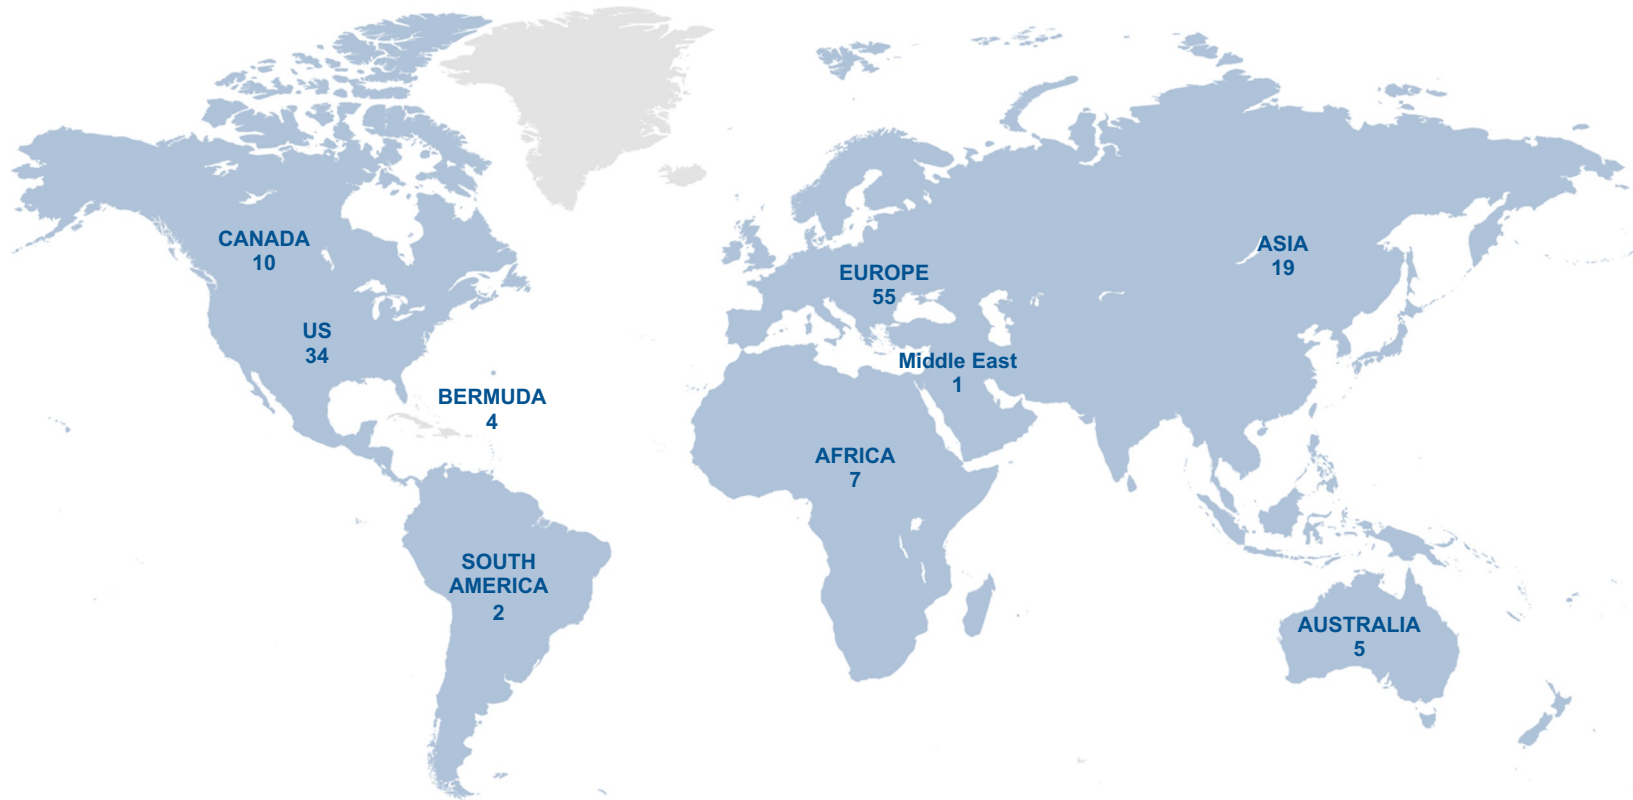 CANADA
10
US
34
BERMUDA
4
SOUTH
AMERICA
2
EUROPE
55
Middle East
1
AFRICA
7
ASIA
19
AUSTRALIA
5